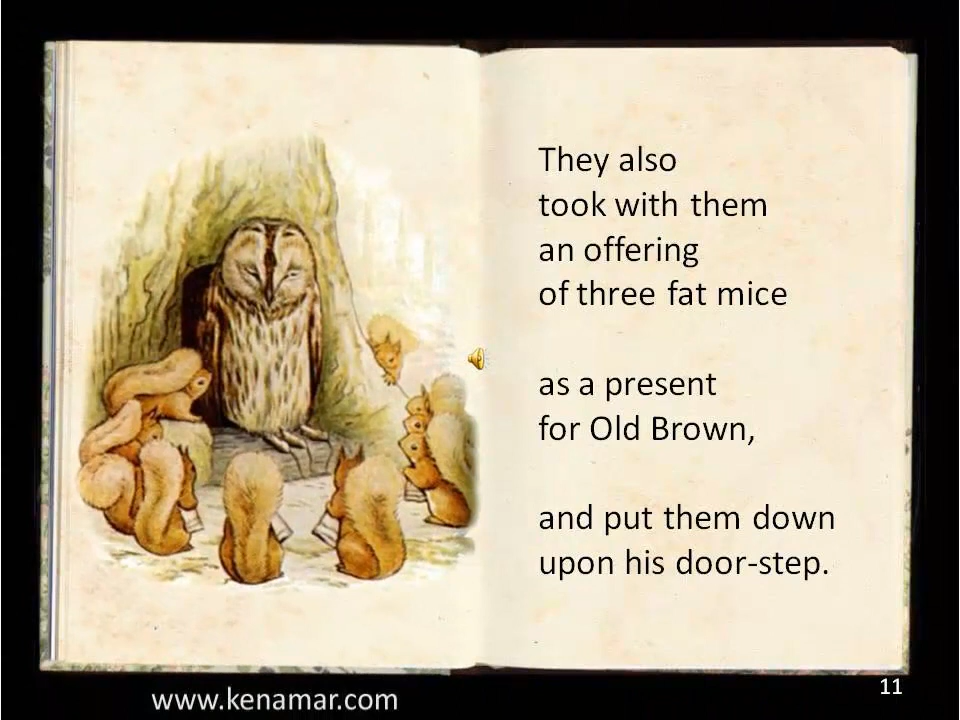 They also
took with them
an offering
of three fat mice
as a present
for Old Brown,
and put them down
upon his door-step.
11
www.kenamar.com